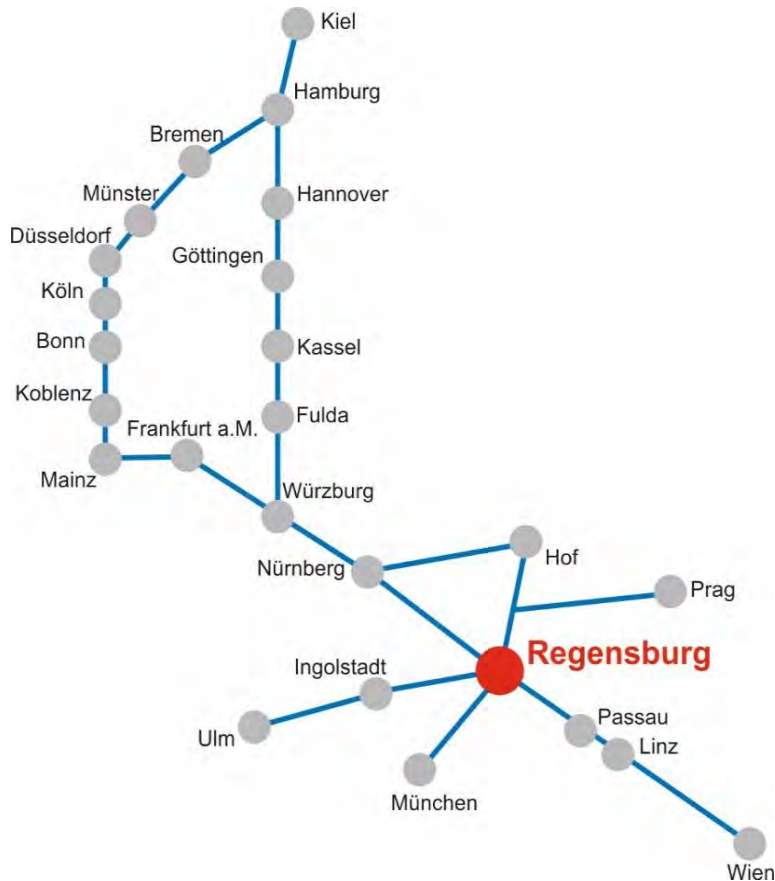 Kiel
Hamburg
Bremen
Münster
Hannover
Düsseldorf
Göttingen
Köln
Bonn
Kassel
Koblenz
Fulda
Frankfurt a.M.
Mainz
Würzburg
Hof
Nürnberg
Prag
Regensburg
Ingolstadt
Passau
Ulm
Linz
München
Wien